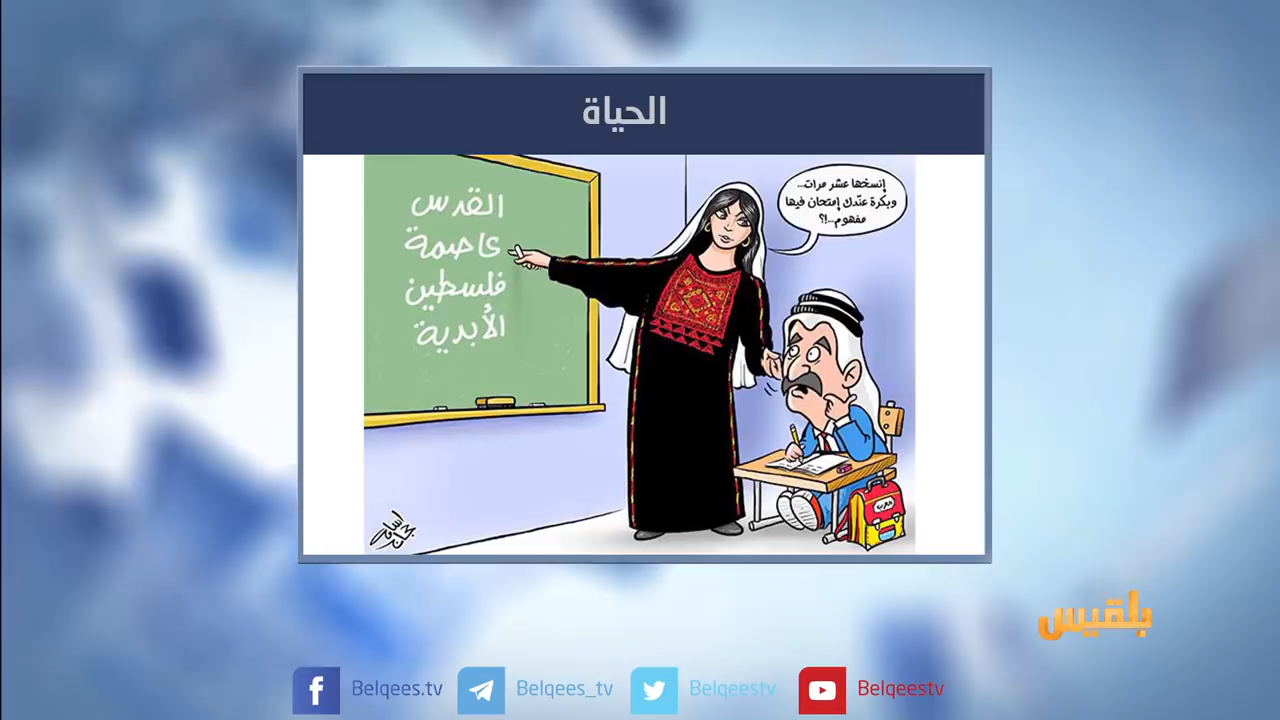 الحياة
إنسخها عشر مرات...
وبكرة عندك إمتحان فيها
مفهوم...!؟
القدس
عاصمة
فلسطين
الأبدية
بلقيس
Belqees.tv
Belqees_tv
Belqeestv
Belqeestv